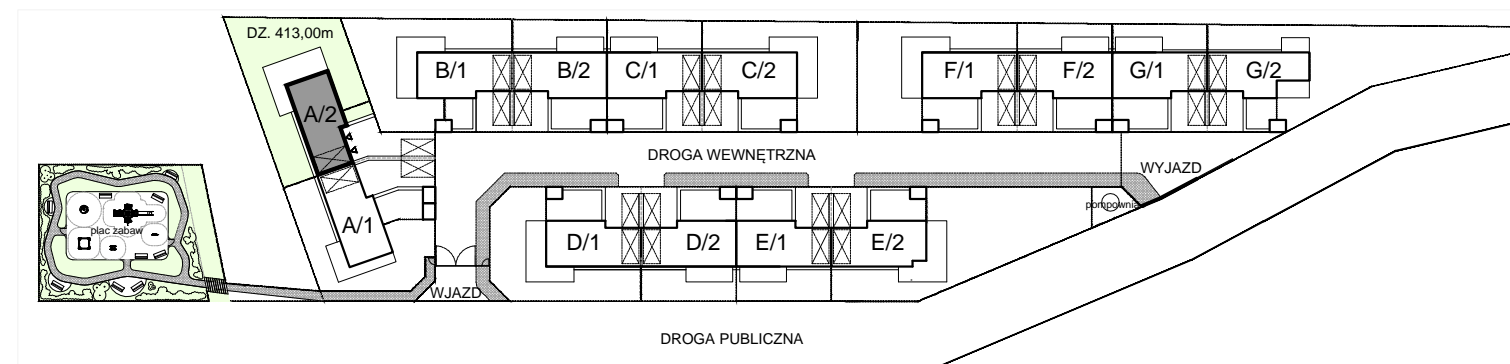 DZ. 413,00m
B/1 B/2 C/1 C/2 F/1 F/2 G/1 G/2
A/2
DROGA WEWNĘTRZNA
WYJAZD
pompownia
A/1
plac zabaw
D/1 D/2 E/1 E/2
WJAZD
DROGA PUBLICZNA